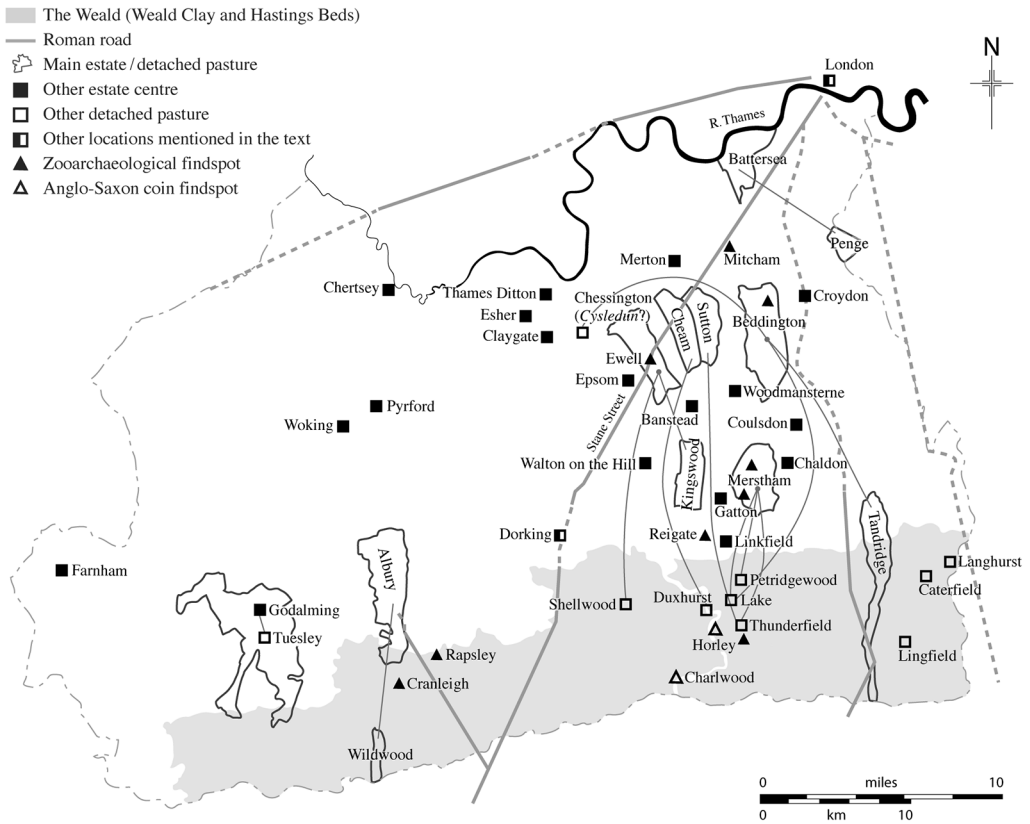 The Weald (Weald Clay and Hastings Beds)
Roman road
Main estate/detached pasture
Other estate centre
Other detached pasture
Other locations mentioned in the text
Zooarchaeological findspot
Anglo-Saxon coin findspot
N
London
R.Thames
Battersea
Penge
Mitcham
Merton
Chertsey
Thames Ditton
Esher
Claygate
Chessington
(Cysledun?)
Cheam
Sutton
Beddington
Croydon
Ewell
Epsom
Stane Street
Woodmansterne
Banstead
Coulsdon
Pyrford
Woking
Walton on the Hill
Kingswood
Chaldon
Merstham
Gatton
Dorking
Reigate
Linkfield
Tandridge
Farnham
Albury
Langhurst
Caterfield
Petridgewood
Shellwood
Duxhurst
Lake
Godalming
Tuesley
Thunderfield
Horley
Lingfield
Rapsley
Cranleigh
Charlwood
Wildwood
0 miles 10
0 km 10